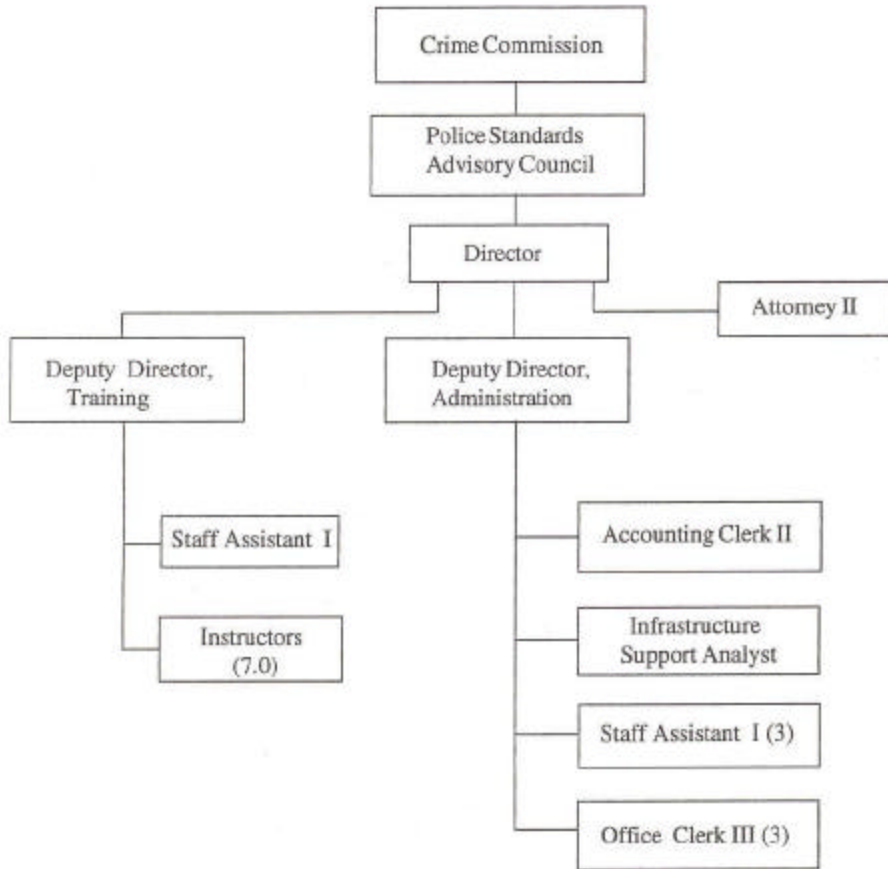 Crime Commission
Police Standards
Advisory Council
Director
Attorney II
Deputy Director,
Training
Deputy Director,
Administration
Staff Assistant I
Instructors
(7.0)
Accounting Clerk II
Infrastructure
Support Analyst
Staff Assistant I (3)
Office Clerk III (3)